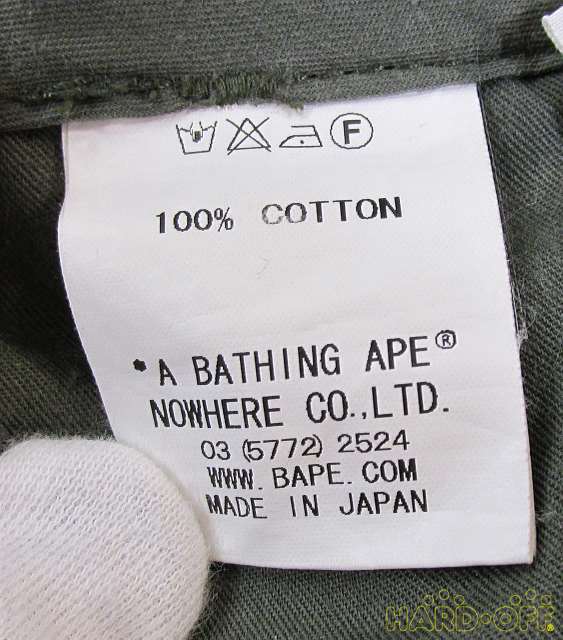 F
100% COTTON
*A BATHING APE®
NOWHERE CO.,LTD.
03 (5772) 2524
WWW.BAPE.COM
MADE IN JAPAN
HARD·OFF®